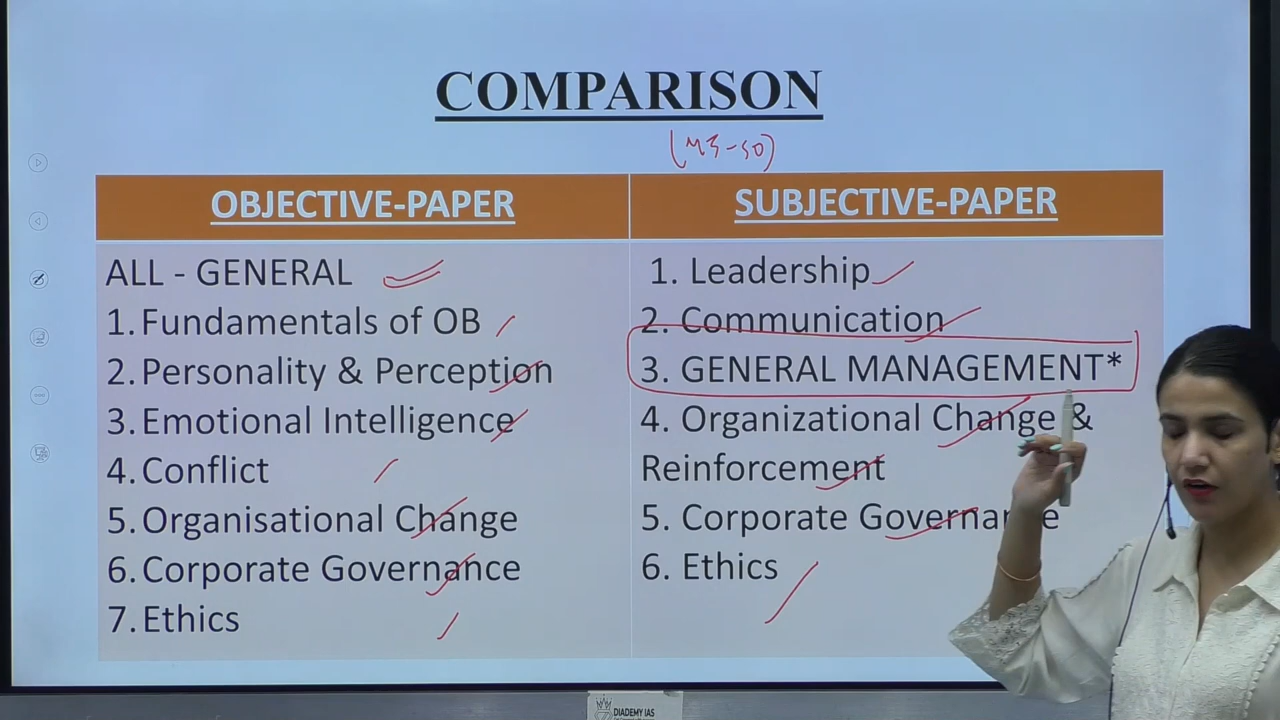 COMPARISON
OBJECTIVE-PAPER
SUBJECTIVE-PAPER
ALL - GENERAL
1. Fundamentals of OB
2. Personality & Perception
3. Emotional Intelligence
4. Conflict
5. Organisational Change
6. Corporate Governance
7. Ethics
1. Leadership
2. Communication
3. GENERAL MANAGEMENT*
4. Organizational Change &
Reinforcement
5. Corporate Governance
6. Ethics
DIADEMY IAS